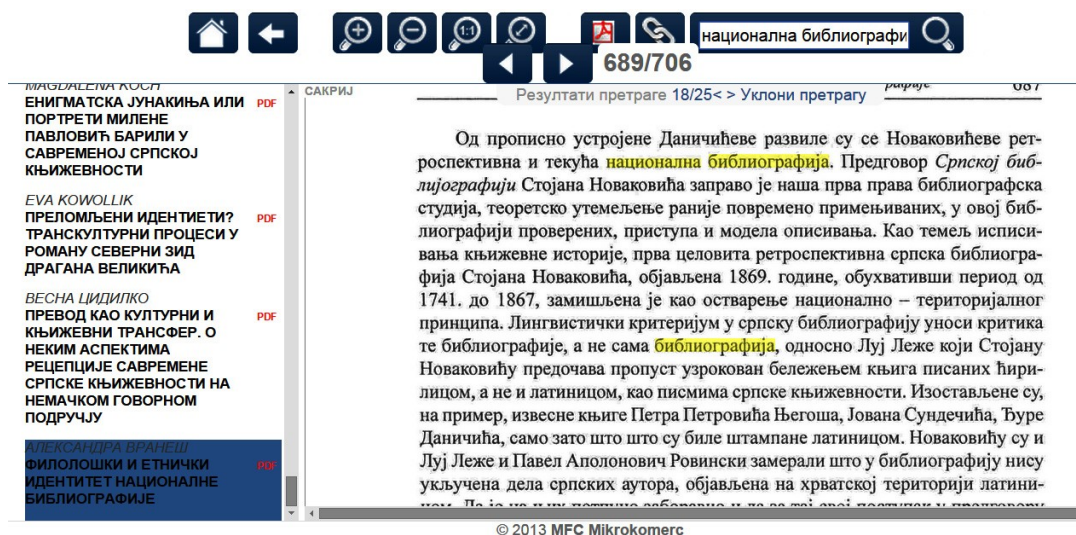 1:1
национална библиографи
689/706
MAGDALENA KOCH
ЕНИГМАТСКА ЈУНАКИЊА ИЛИ PDF
ПОРТРЕТИ МИЛЕНЕ
ПАВЛОВИЋ БАРИЛИ У
САВРЕМЕНОЈ СРПСКОЈ
КЊИЖЕВНОСТИ
EVA KOWOLLIK
ПРЕЛОМЉЕНИ ИДЕНТИЕТИ? PDF
ТРАНСКУЛТУРНИ ПРОЦЕСИ У
РОМАНУ СЕВЕРНИ ЗИД
ДРАГАНА ВЕЛИКИЋА
ВЕСНА ЦИДИЛКО
ПРЕВОД КАО КУЛТУРНИ И PDF
КЊИЖЕВНИ ТРАНСФЕР. О
НЕКИМ АСПЕКТИМА
РЕЦЕПЦИЈЕ САВРЕМЕНЕ
СРПСКЕ КЊИЖЕВНОСТИ НА
НЕМАЧКОМ ГОВОРНОМ
ПОДРУЧЈУ
АЛЕКСАНДРА ВРАНЕШ
ФИЛОЛОШКИ И ЕТНИЧКИ PDF
ИДЕНТИТЕТ НАЦИОНАЛНЕ
БИБЛИОГРАФИЈЕ
САКРИЈ
Резултати претраге 18/25< > Уклони претрагу
687
Од прописно устројене Даничићеве развиле су се Новаковићеве рет-
роспективна и текућа национална библиографија. Предговор Српској биб-
лијографији Стојана Новаковића заправо је наша прва права библиографска
студија, теоретско утемељење раније повремено примењиваних, у овој биб-
лиографији проверених, приступа и модела описивања. Као темељ исписи-
вања књижевне историје, прва целовита ретроспективна српска библиогра-
фија Стојана Новаковића, објављена 1869. године, обухвативши период од
1741. до 1867, замишљена је као остварење национално – територијалног
принципа. Лингвистички критеријум у српску библиографију уноси критика
те библиографије, а не сама библиографија, односно Луј Леже који Стојану
Новаковићу предочава пропуст узрокован бележењем књига писаних ћири-
лицом, а не и латиницом, као писмима српске књижевности. Изостављене су,
на пример, извесне књиге Петра Петровића Његоша, Јована Сундечића, Ђуре
Даничића, само зато што што су биле штампане латиницом. Новаковићу су и
Луј Леже и Павел Аполонович Ровински замерали што у библиографију нису
укључена дела српских аутора, објављена на хрватској територији латини-
© 2013 MFC Mikrokomerc